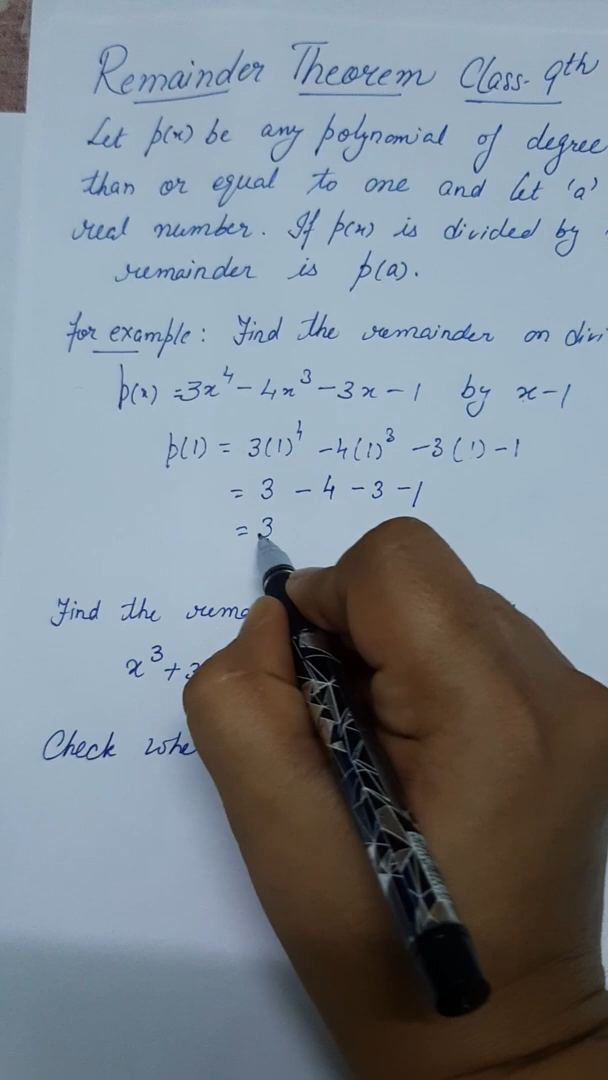 Remainder Theorem Class-9th
Let p(x) be any polynomial of degree
than or equal to one and let 'a'
real number. If p(x) is divided by
remainder is p(a).
For example: Find the remainder on divi
p(x) = 3x⁴ - 4x³ - 3x - 1 by x - 1
p(1) = 3(1)⁴ - 4(1)³ - 3(1) - 1
= 3 - 4 - 3 - 1
= 3
Find the rema
x³ + 3
Check whe